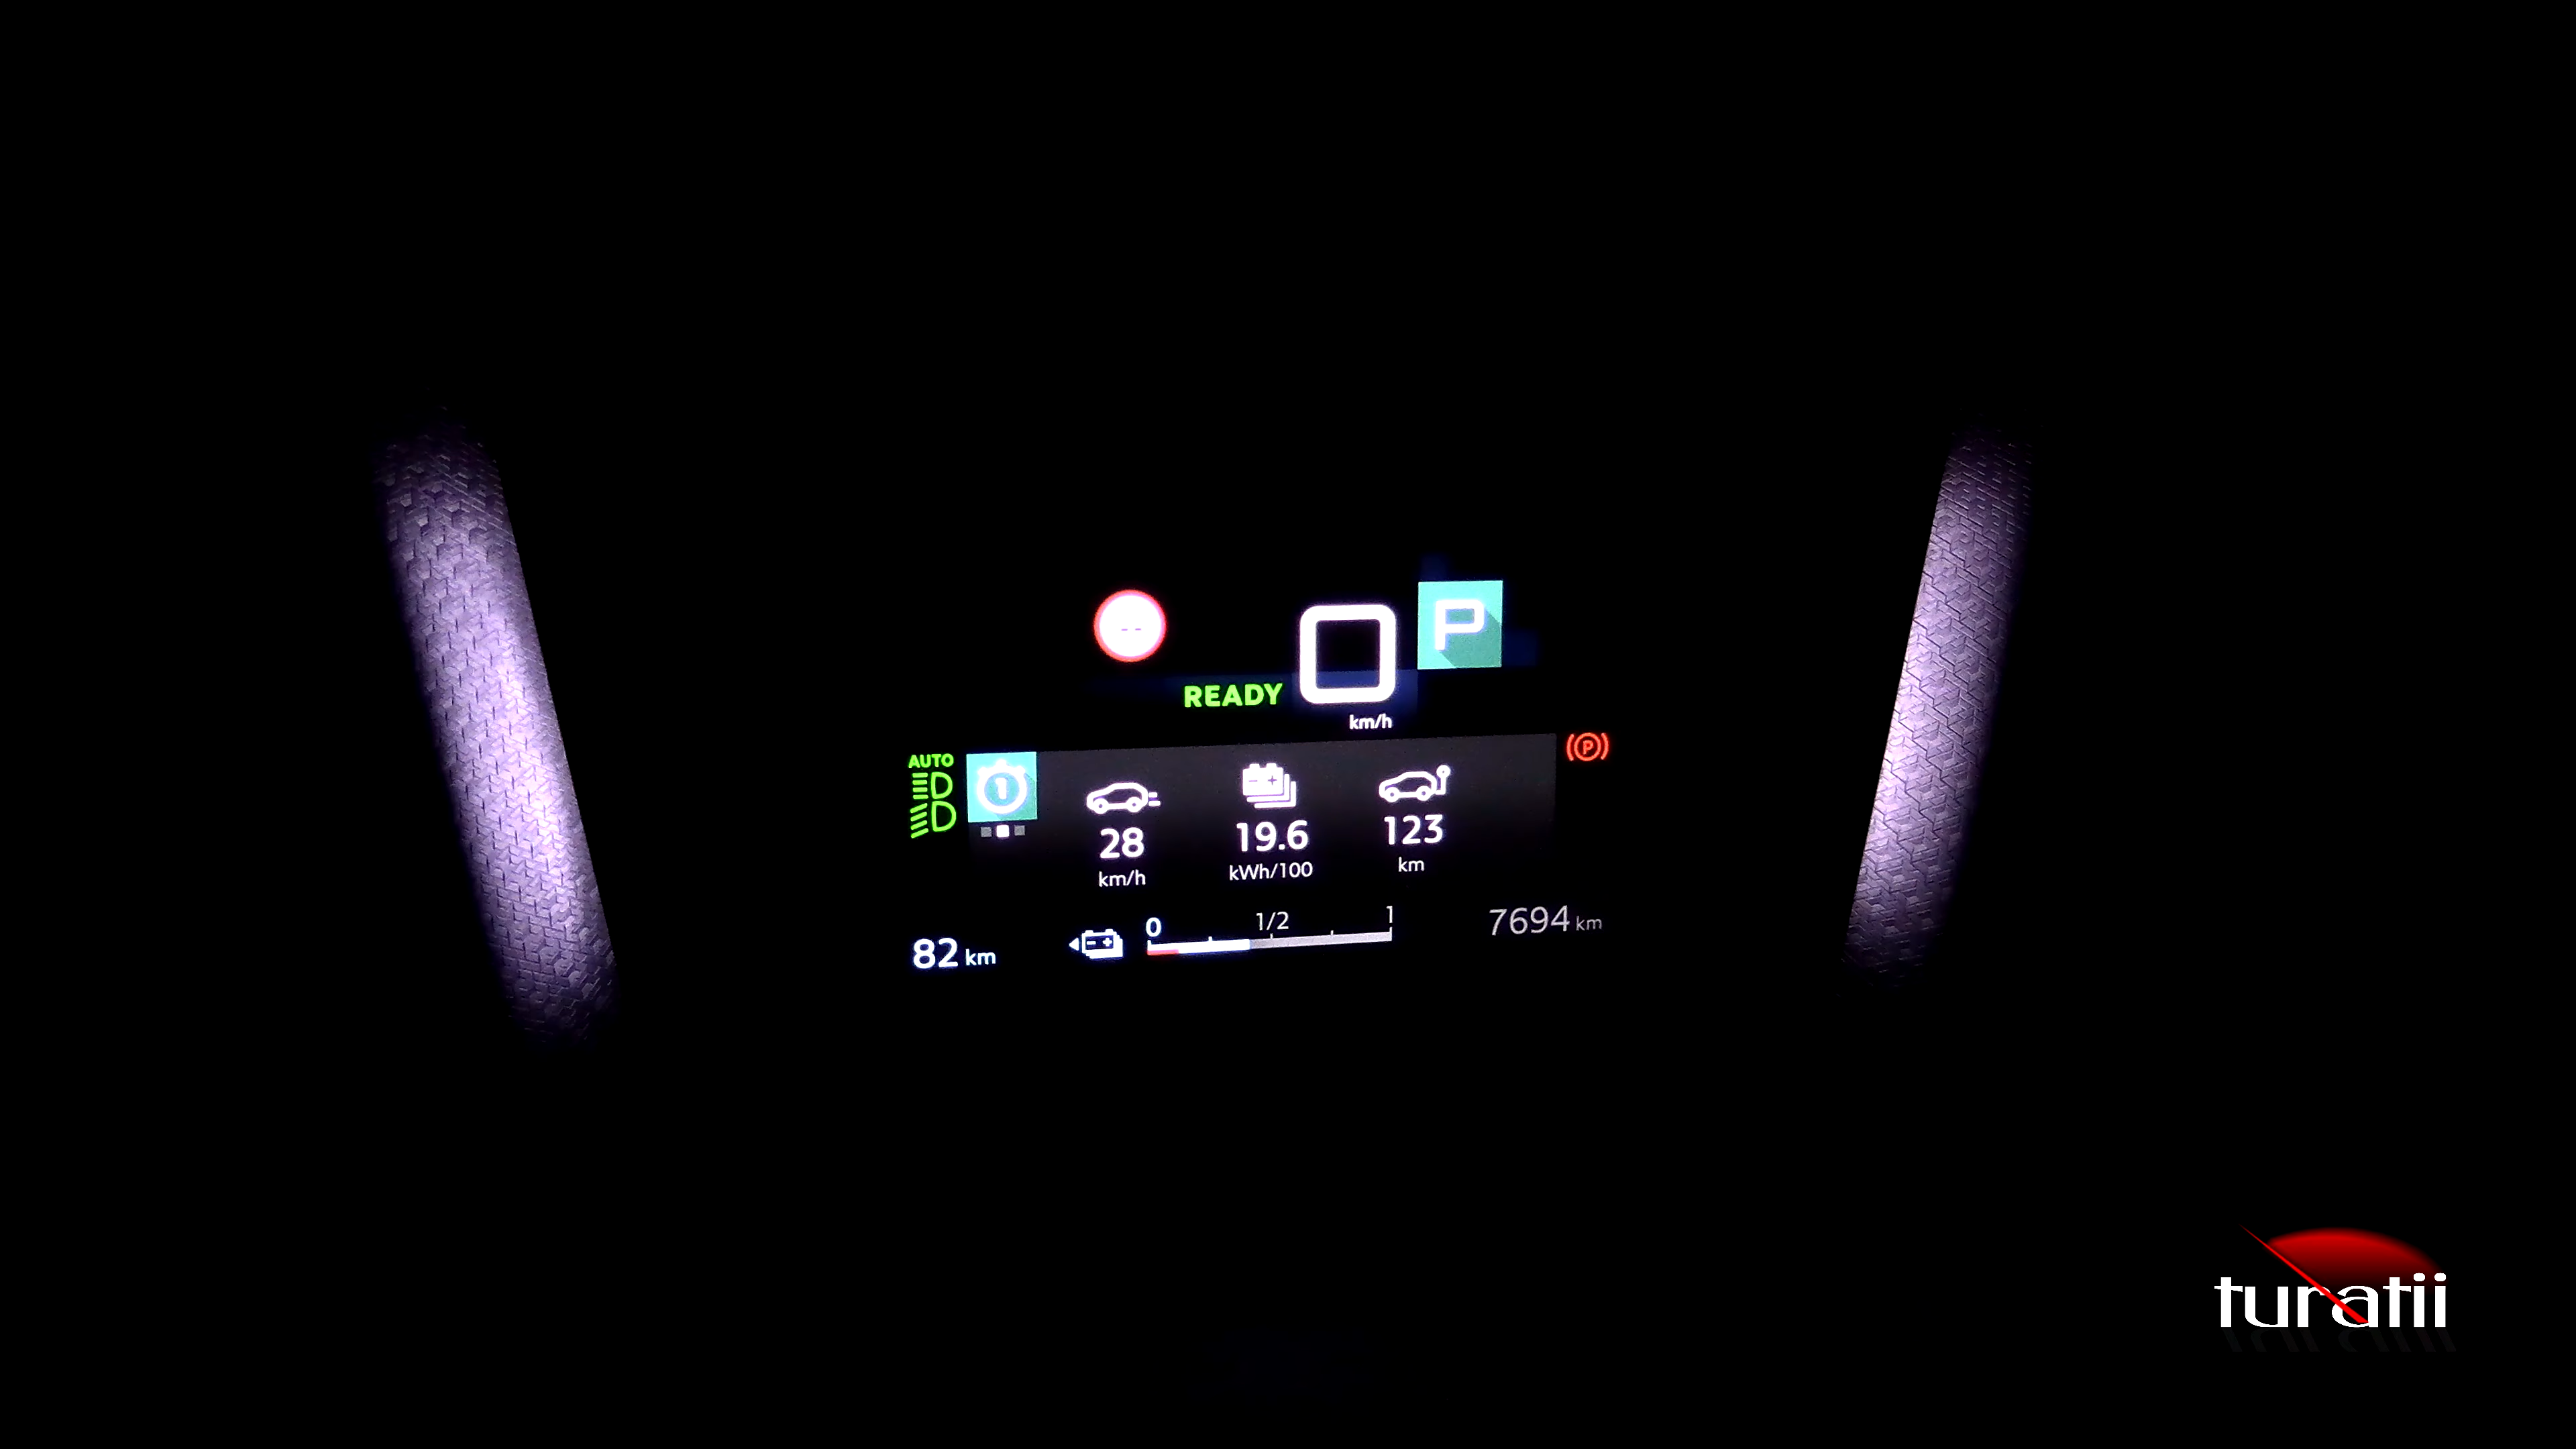 --
P
0
READY
km/h
AUTO
(P)
1
28
19.6
123
km/h
kWh/100
km
0 1/2 1
82 km
7694 km
turatii